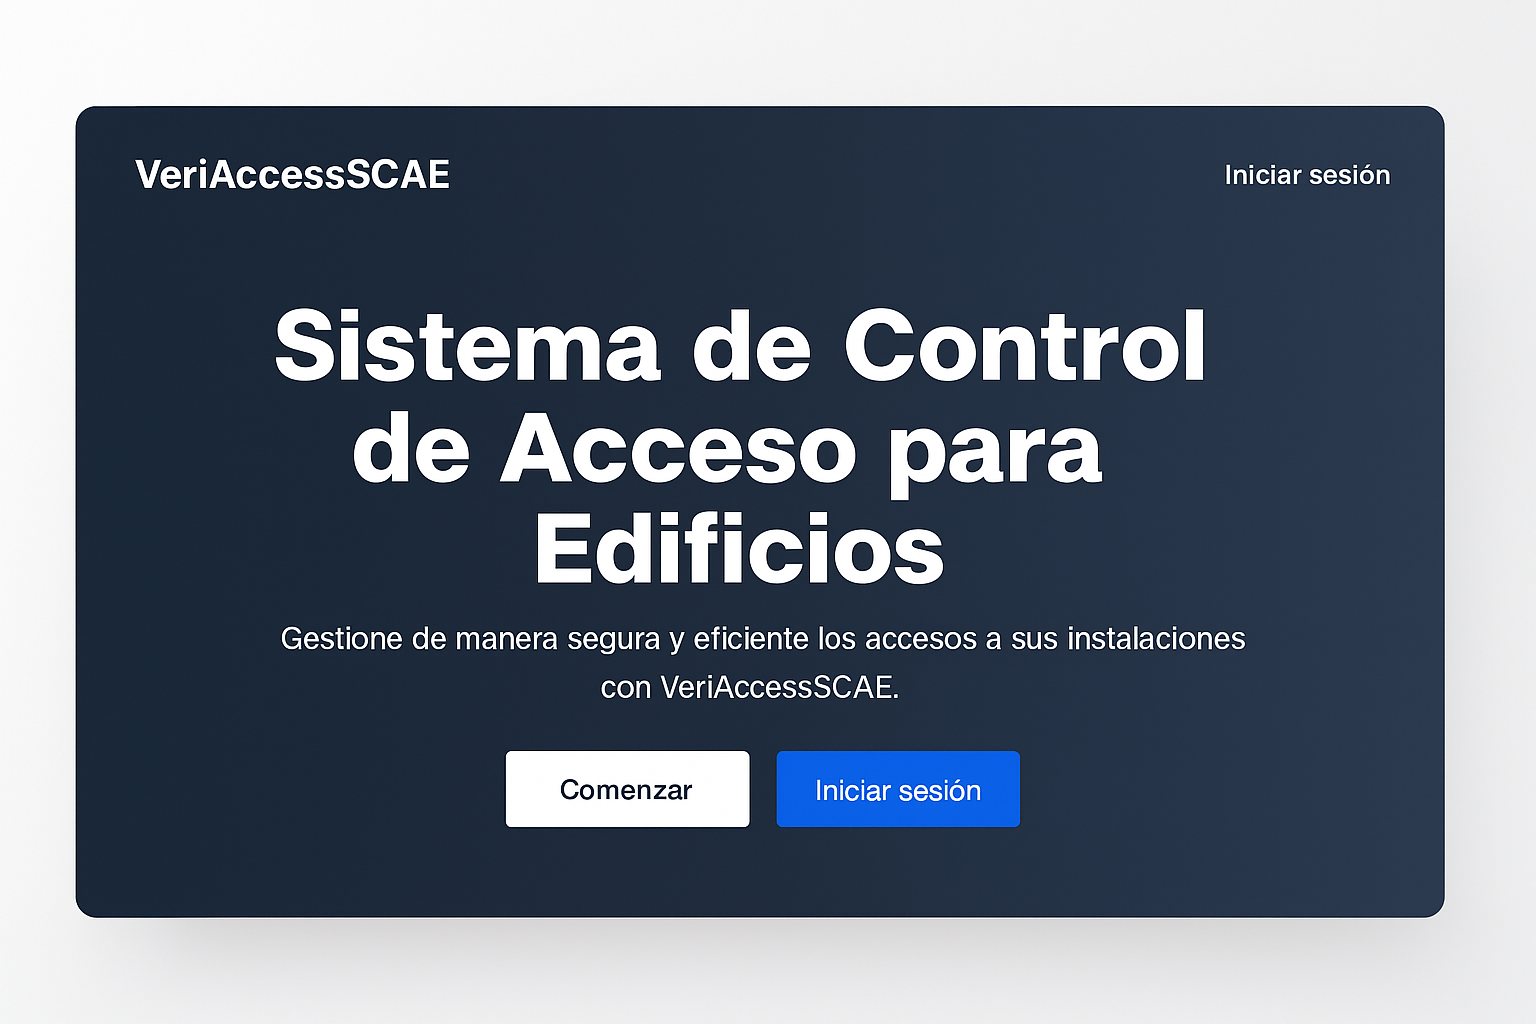 VeriAccessSCAE
Iniciar sesión
Sistema de Control
de Acceso para
Edificios
Gestione de manera segura y eficiente los accesos a sus instalaciones
con VeriAccessSCAE.
Comenzar
Iniciar sesión